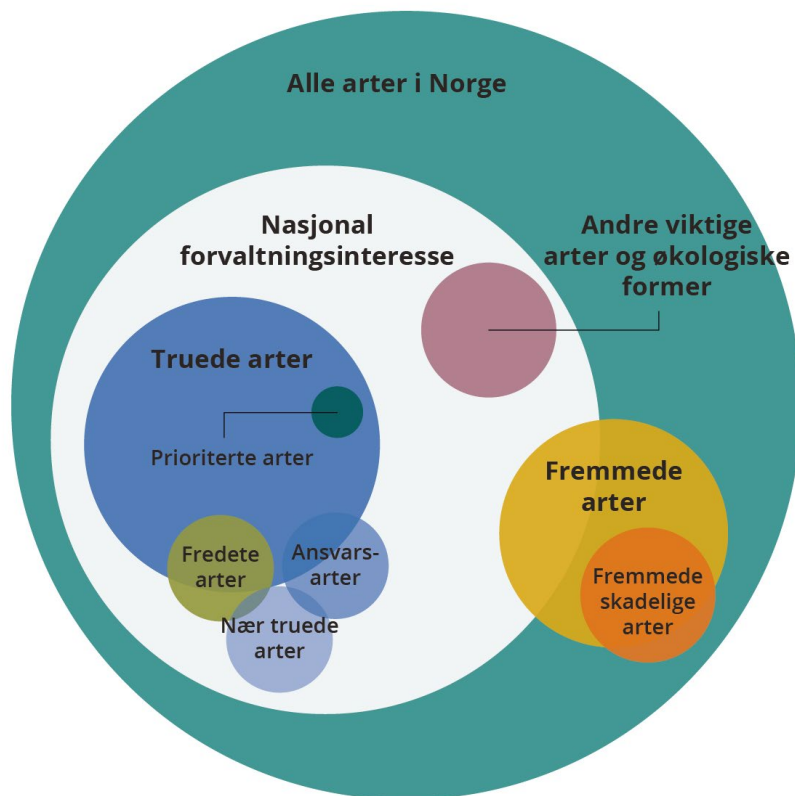 Alle arter i Norge
Nasjonal
forvaltningsinteresse
Andre viktige
arter og økologiske
former
Truede arter
Prioriterte arter
Fremmede
arter
Fredete
arter
Ansvars-
arter
Fremmede
skadelige
arter
Nær truede
arter